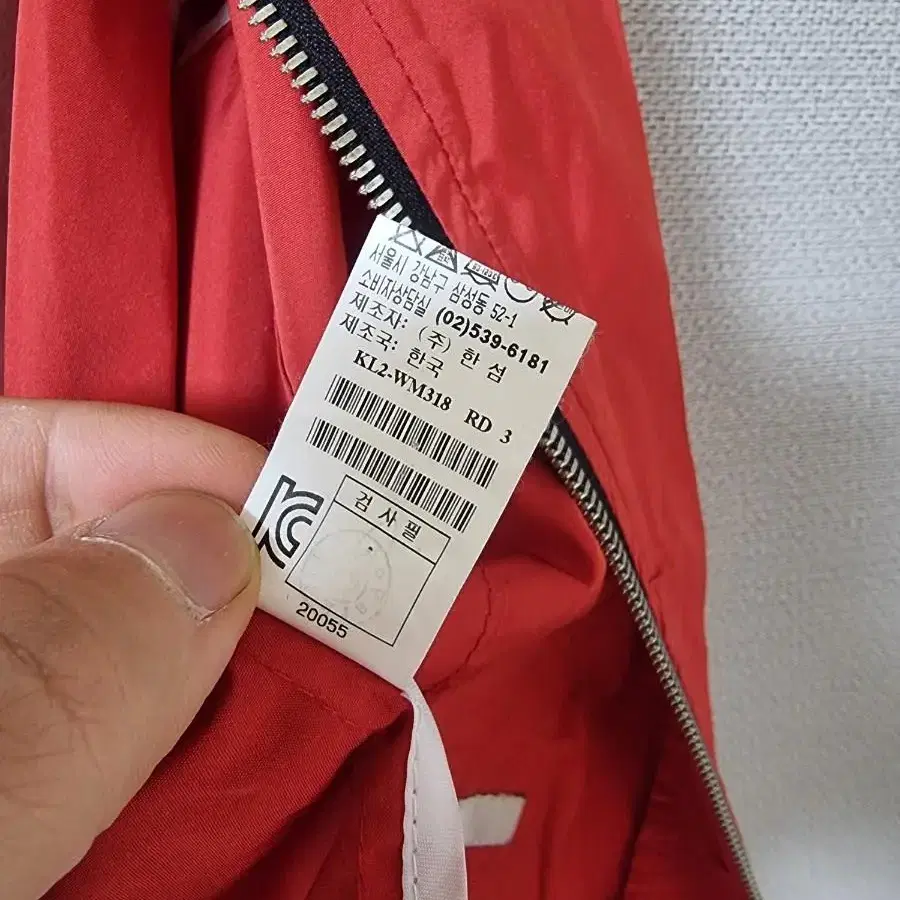 서울시 강남구 삼성동 52-1
소비자상담실 (02)539-6181
제조자: (주) 한 섬
제조국: 한국
KL2-WM318 RD 3
검 사 필
20055